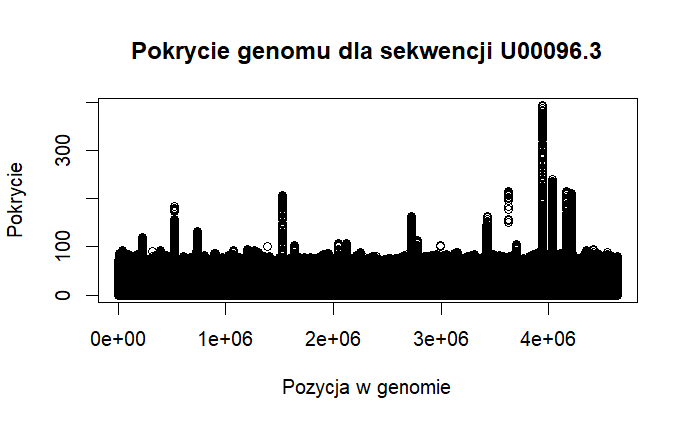 Pokrycie genomu dla sekwencji U00096.3
Pokrycie
300
100
0
0e+00 1e+06 2e+06 3e+06 4e+06
Pozycja w genomie